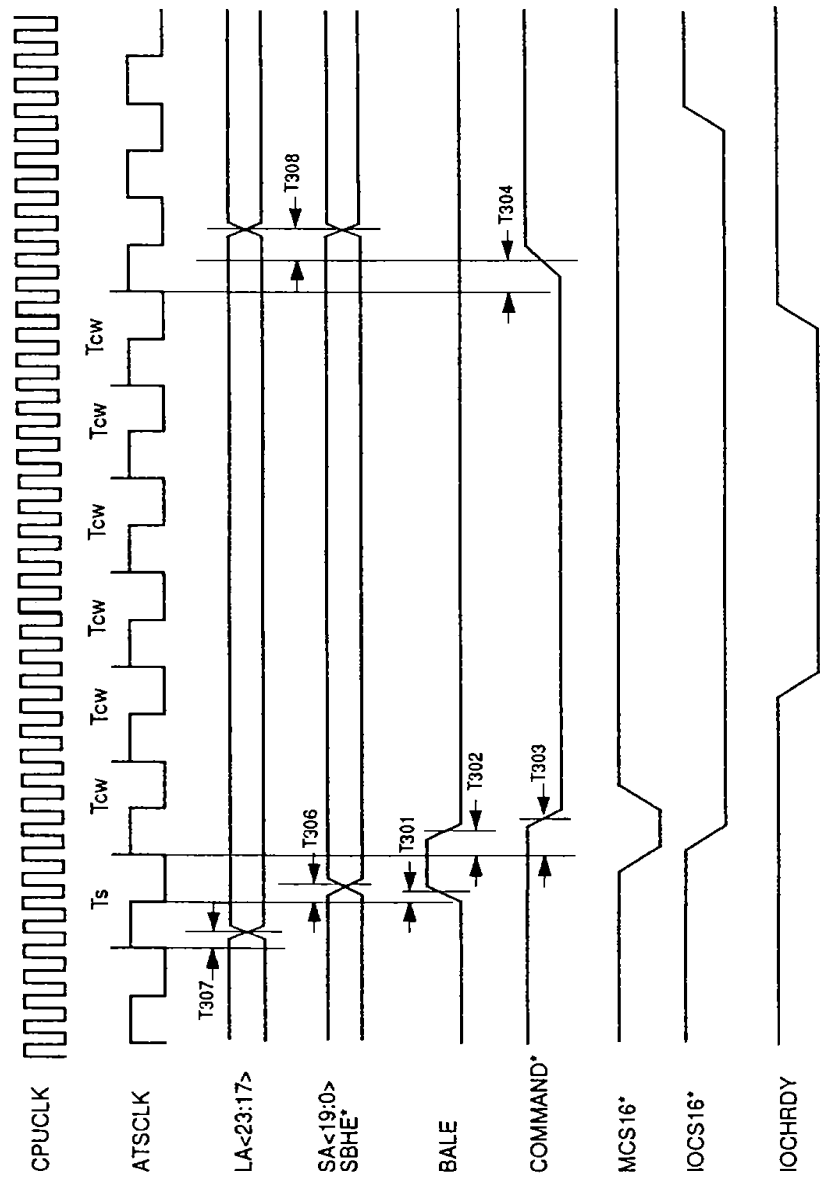 CPUCLK
ATSCLK
Ts
Tcw
Tcw
Tcw
Tcw
Tcw
Tcw
LA<23:17>
T307
T308
SA<19:0>
SBHE*
T306
BALE
T301
T302
COMMAND*
T303
T304
MCS16*
IOCS16*
IOCHRDY